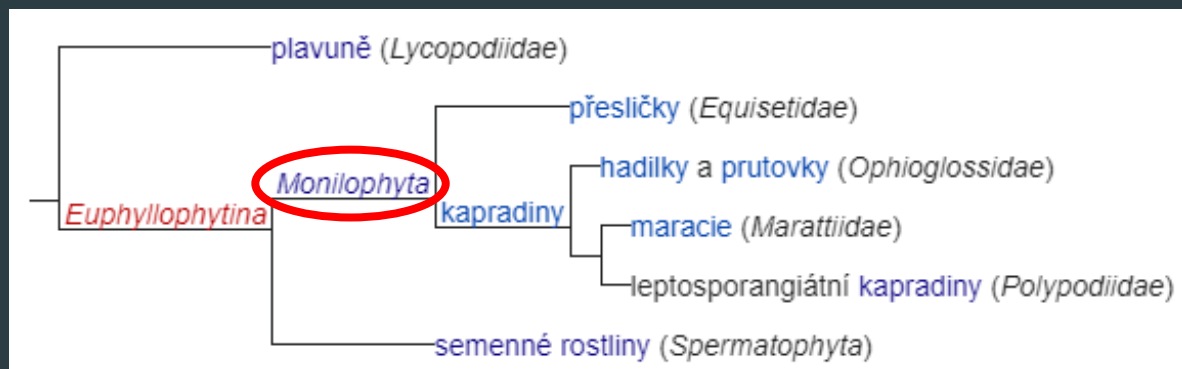 plavuně (Lycopodiidae)
přesličky (Equisetidae)
hadilky a prutovky (Ophioglossidae)
Monilophyta
kapradiny
Euphyllophytina
maracie (Marattiidae)
leptosporangiátní kapradiny (Polypodiidae)
semenné rostliny (Spermatophyta)